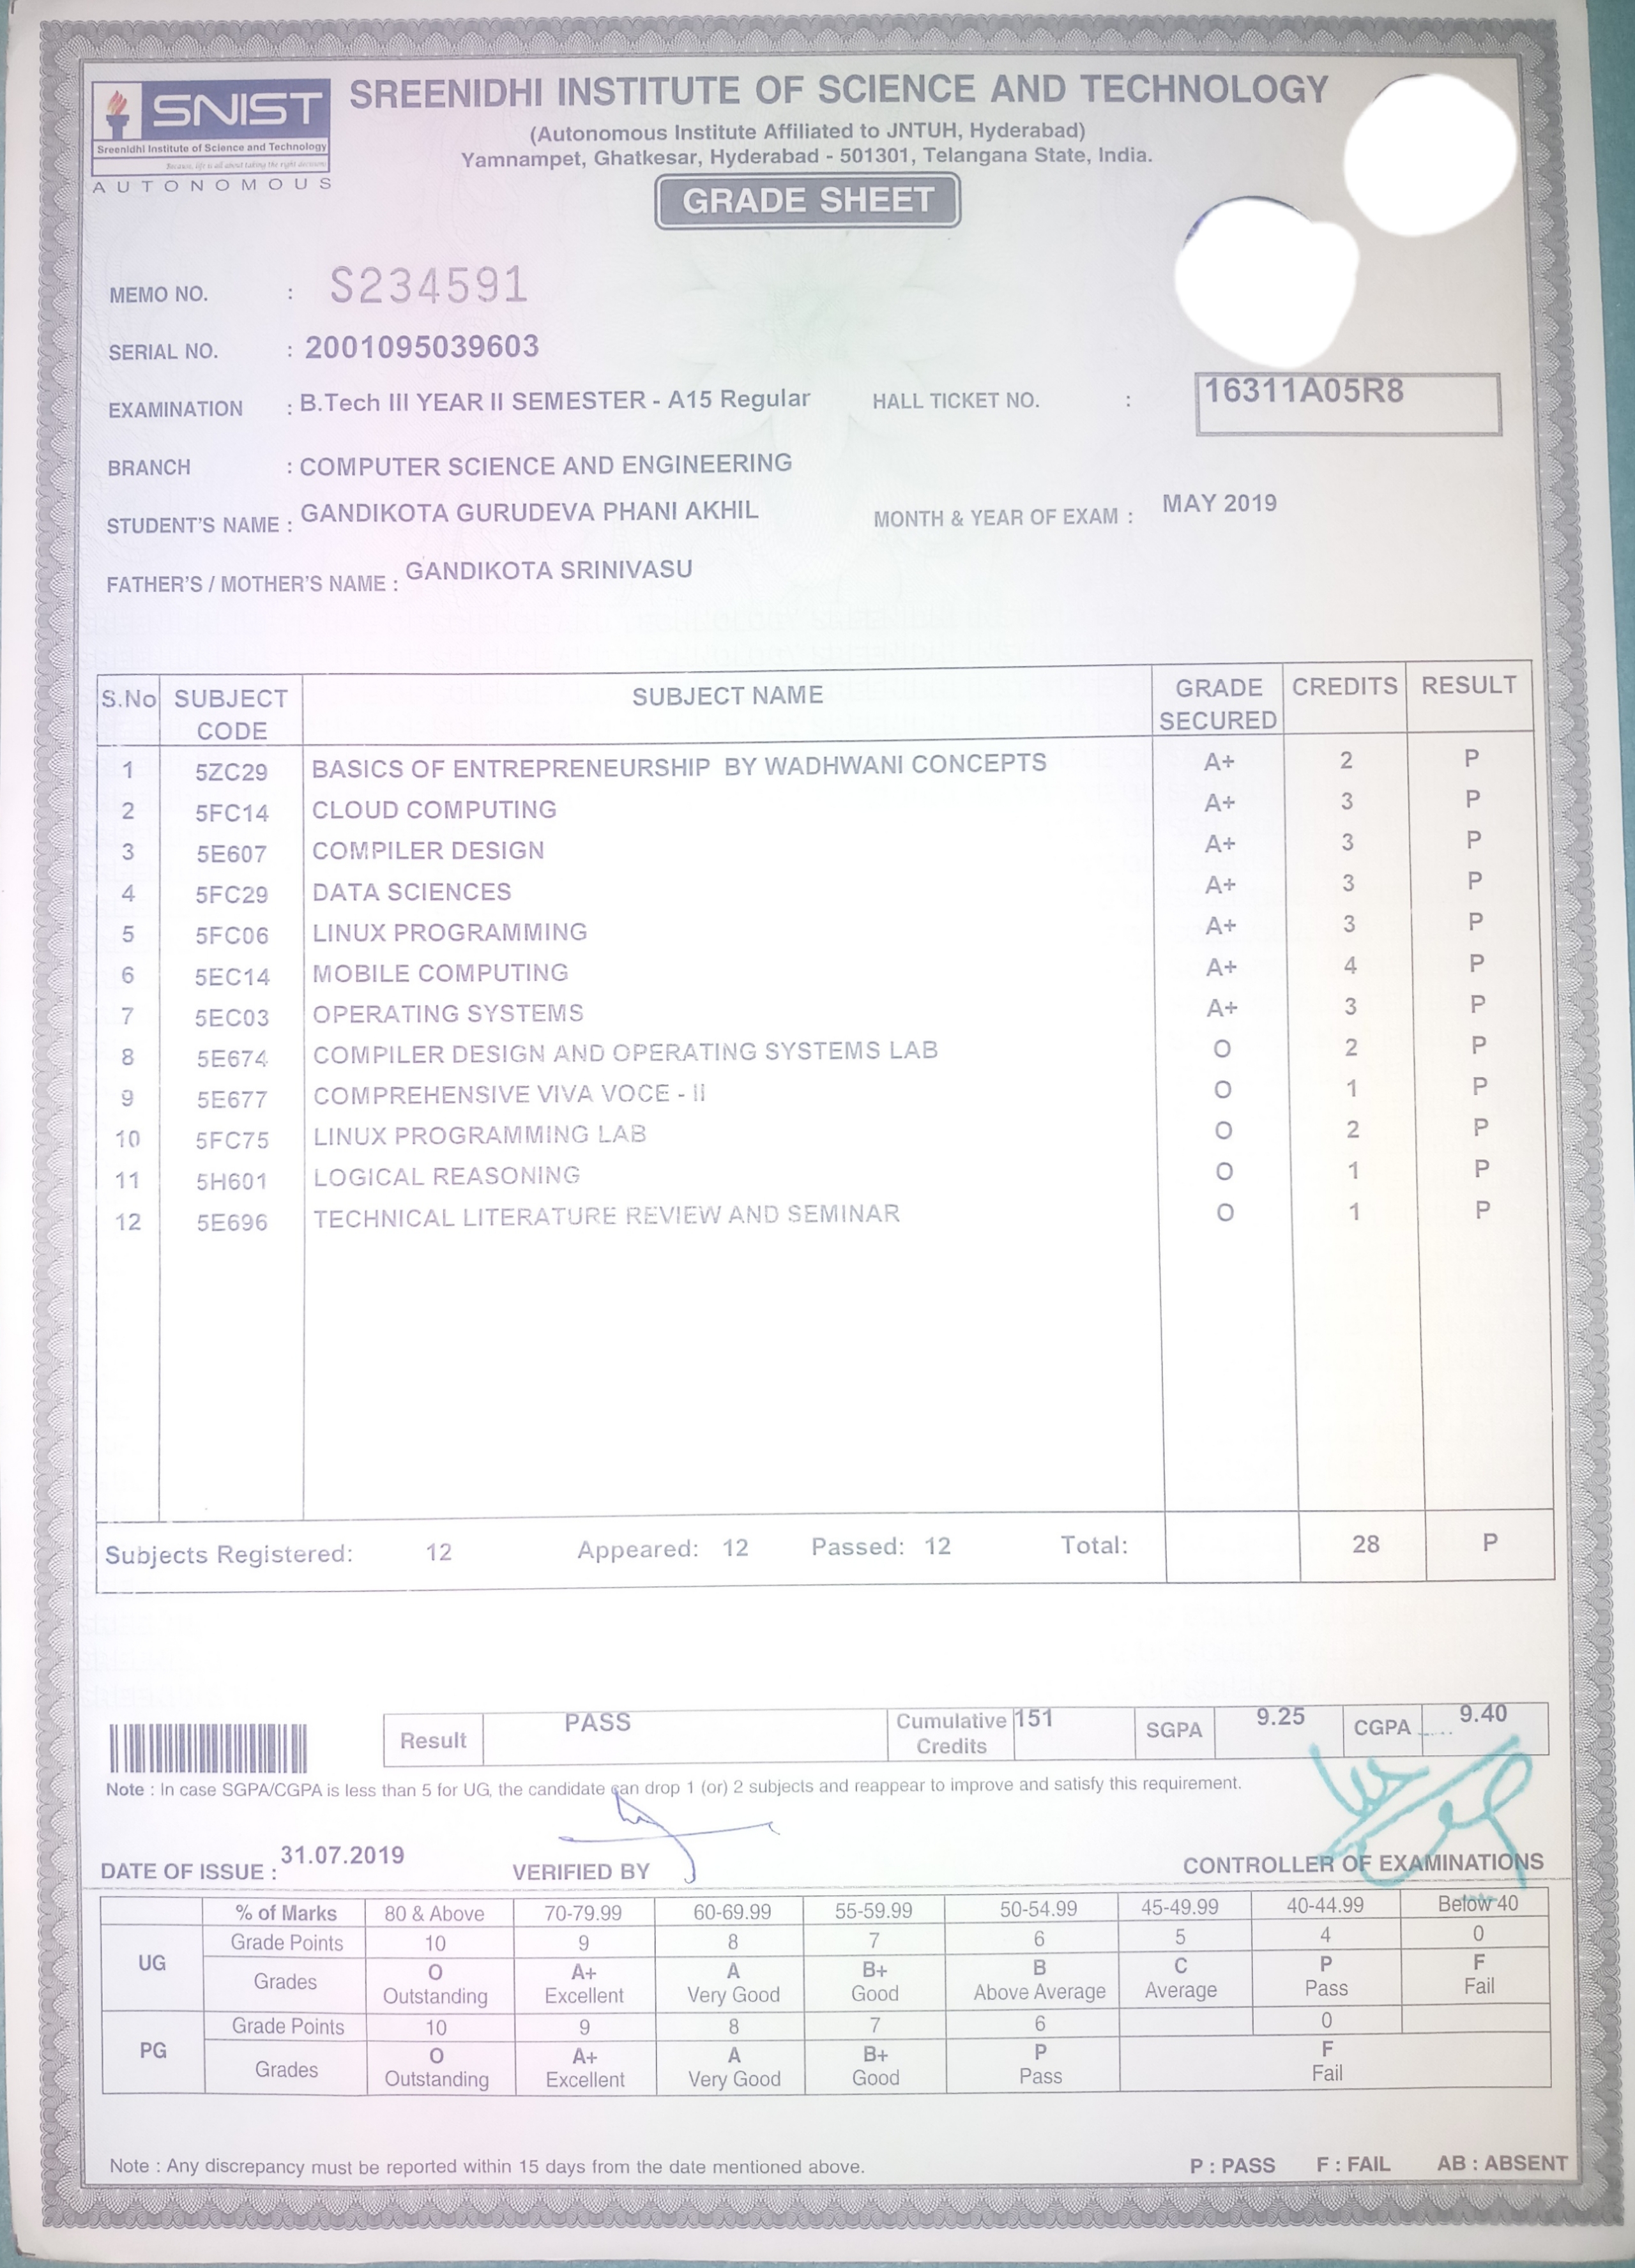 SNIST
Sreenidhi Institute of Science and Technology
Because, life is all about taking the right decisions
AUTONOMOUS
SREENIDHI INSTITUTE OF SCIENCE AND TECHNOLOGY
(Autonomous Institute Affiliated to JNTUH, Hyderabad)
Yamnampet, Ghatkesar, Hyderabad - 501301, Telangana State, India.
GRADE SHEET
MEMO NO. : S234591
SERIAL NO. : 2001095039603
EXAMINATION : B.Tech III YEAR II SEMESTER - A15 Regular HALL TICKET NO. : 16311A05R8
BRANCH : COMPUTER SCIENCE AND ENGINEERING
STUDENT'S NAME : GANDIKOTA GURUDEVA PHANI AKHIL MONTH & YEAR OF EXAM : MAY 2019
FATHER'S / MOTHER'S NAME : GANDIKOTA SRINIVASU
S.No SUBJECT CODE SUBJECT NAME GRADE SECURED CREDITS RESULT
1 5ZC29 BASICS OF ENTREPRENEURSHIP BY WADHWANI CONCEPTS A+ 2 P
2 5FC14 CLOUD COMPUTING A+ 3 P
3 5E607 COMPILER DESIGN A+ 3 P
4 5FC29 DATA SCIENCES A+ 3 P
5 5FC06 LINUX PROGRAMMING A+ 3 P
6 5EC14 MOBILE COMPUTING A+ 4 P
7 5EC03 OPERATING SYSTEMS A+ 3 P
8 5E674 COMPILER DESIGN AND OPERATING SYSTEMS LAB O 2 P
9 5E677 COMPREHENSIVE VIVA VOCE - II O 1 P
10 5FC75 LINUX PROGRAMMING LAB O 2 P
11 5H601 LOGICAL REASONING O 1 P
12 5E696 TECHNICAL LITERATURE REVIEW AND SEMINAR O 1 P
Subjects Registered: 12 Appeared: 12 Passed: 12 Total: 28 P
Result PASS Cumulative Credits 151 SGPA 9.25 CGPA 9.40
Note : In case SGPA/CGPA is less than 5 for UG, the candidate can drop 1 (or) 2 subjects and reappear to improve and satisfy this requirement.
DATE OF ISSUE : 31.07.2019 VERIFIED BY CONTROLLER OF EXAMINATIONS
% of Marks 80 & Above 70-79.99 60-69.99 55-59.99 50-54.99 45-49.99 40-44.99 Below 40
UG Grade Points 10 9 8 7 6 5 4 0
Grades O A+ A B+ B C P F
Outstanding Excellent Very Good Good Above Average Average Pass Fail
PG Grade Points 10 9 8 7 6 0
Grades O A+ A B+ P F
Outstanding Excellent Very Good Good Pass Fail
Note : Any discrepancy must be reported within 15 days from the date mentioned above. P : PASS F : FAIL AB : ABSENT